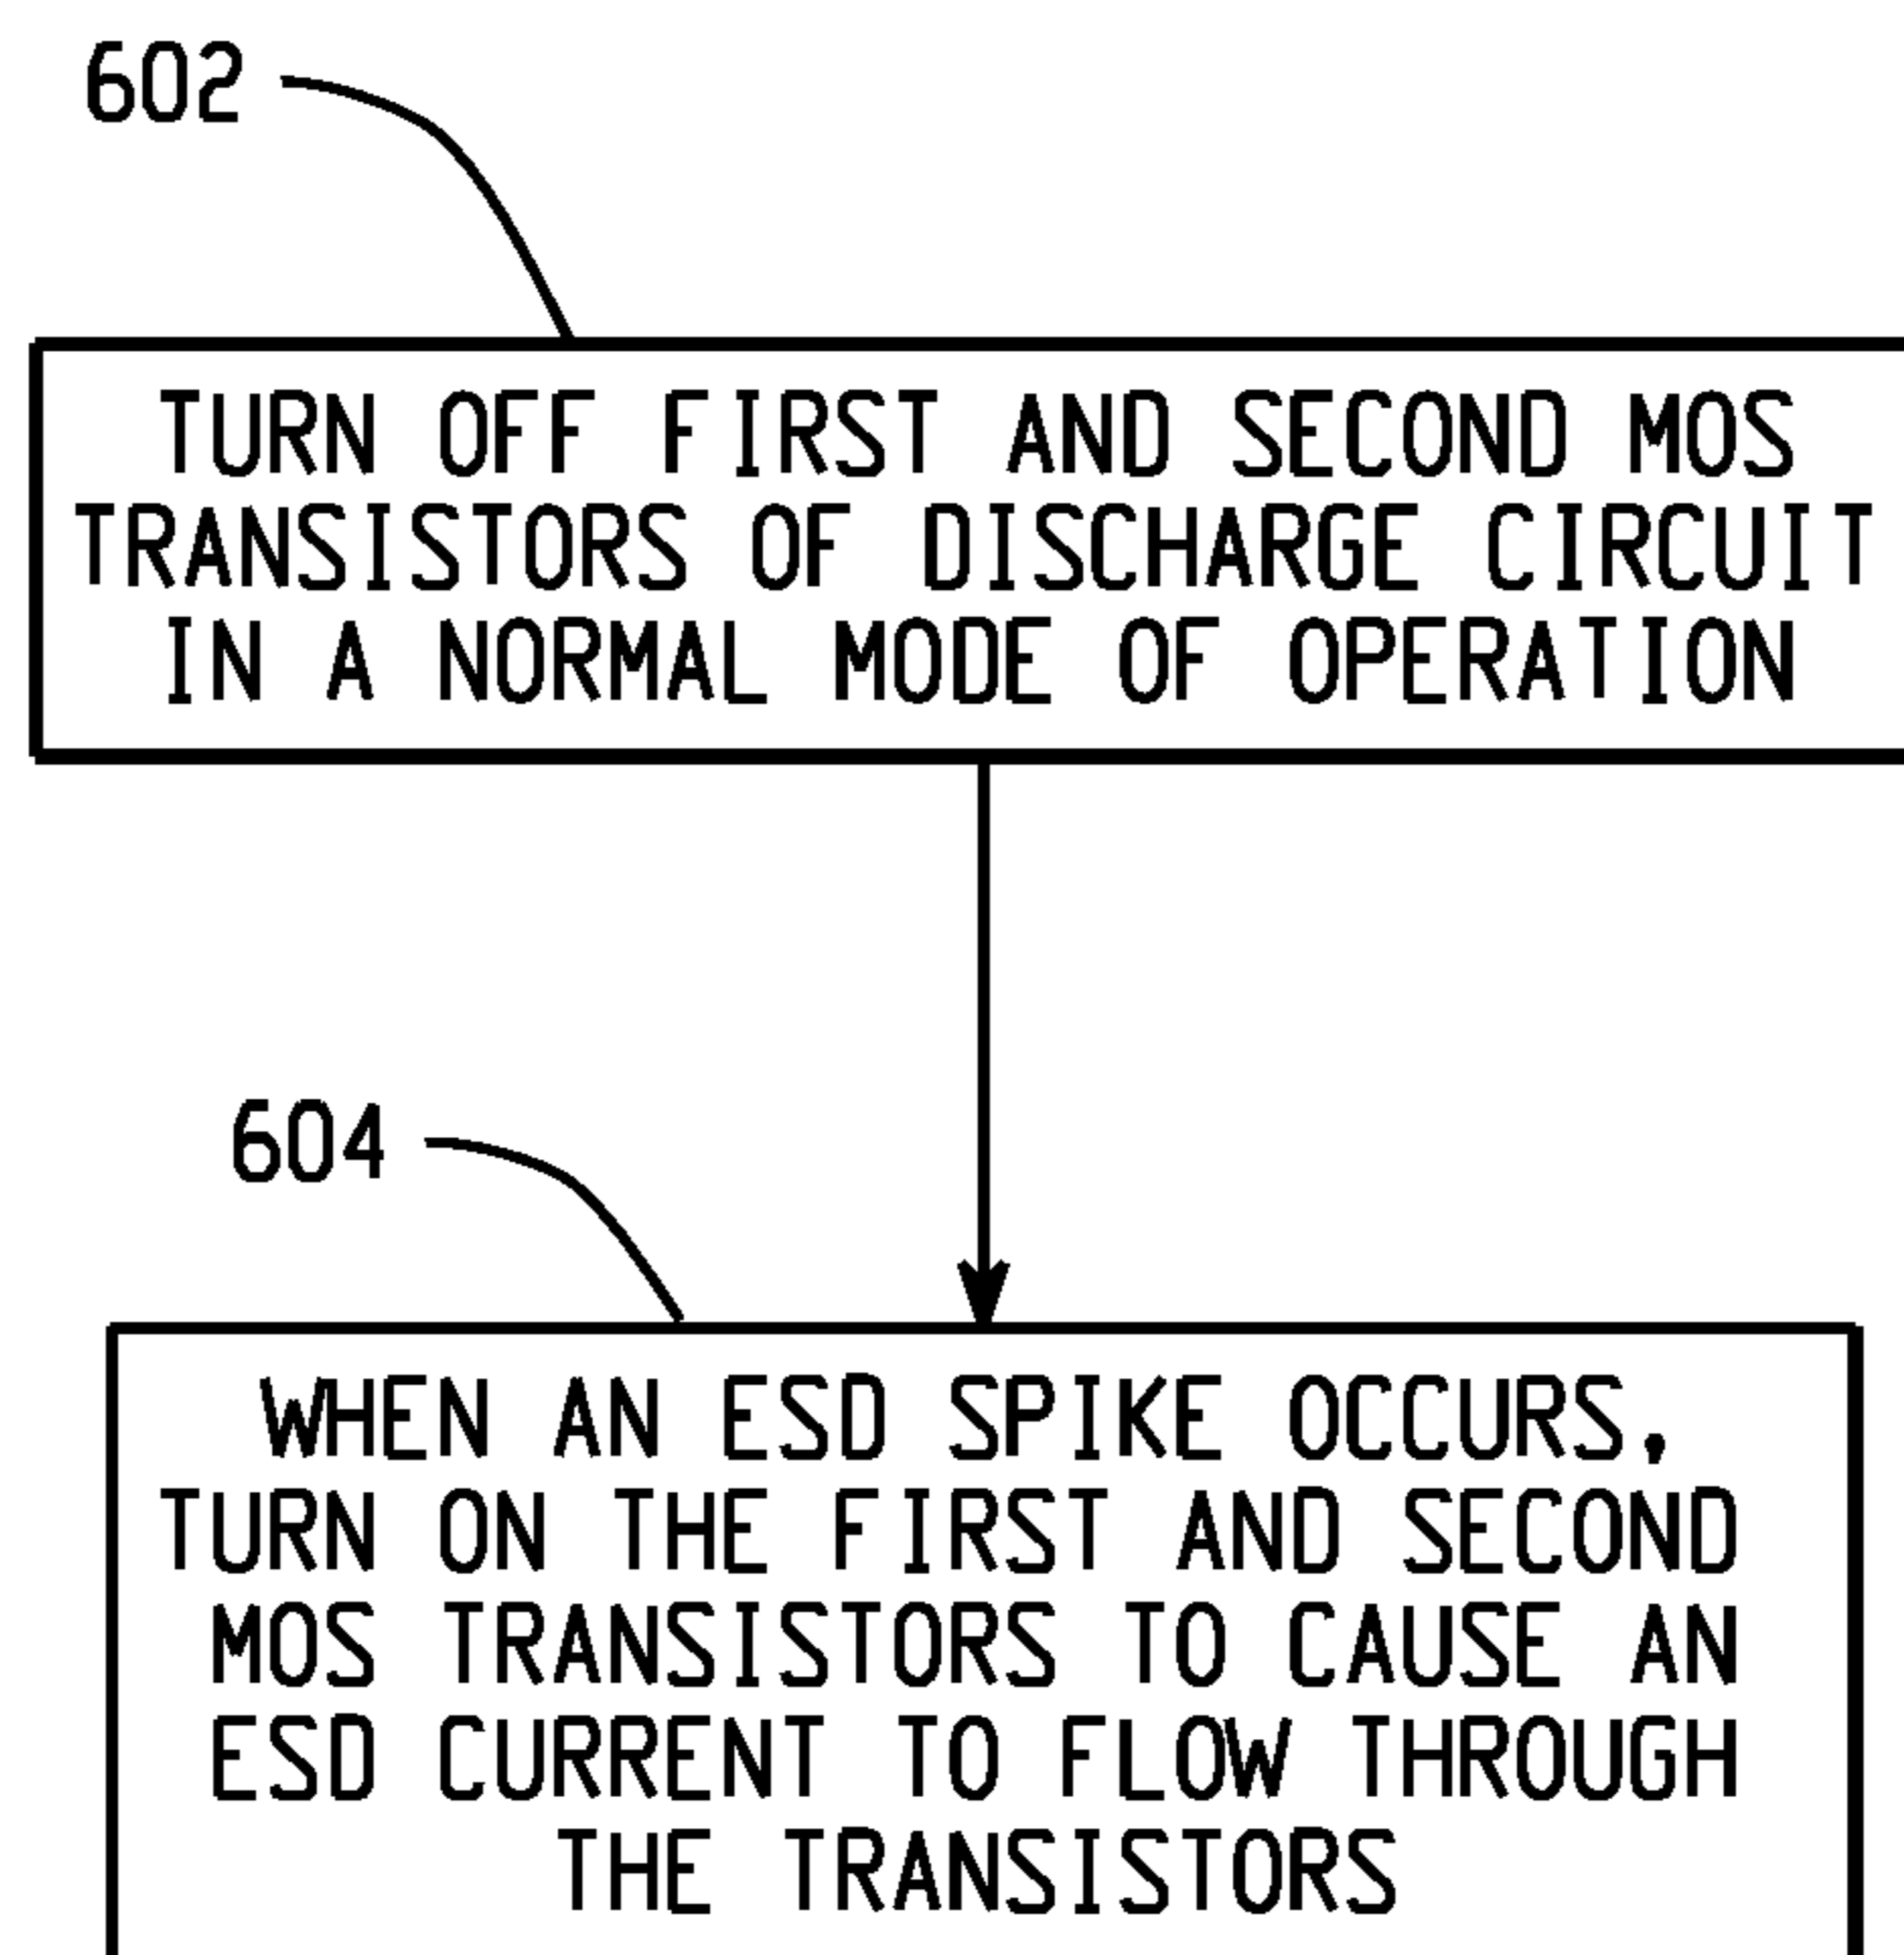 602
TURN OFF FIRST AND SECOND MOS
TRANSISTORS OF DISCHARGE CIRCUIT
IN A NORMAL MODE OF OPERATION
604
WHEN AN ESD SPIKE OCCURS,
TURN ON THE FIRST AND SECOND
MOS TRANSISTORS TO CAUSE AN
ESD CURRENT TO FLOW THROUGH
THE TRANSISTORS